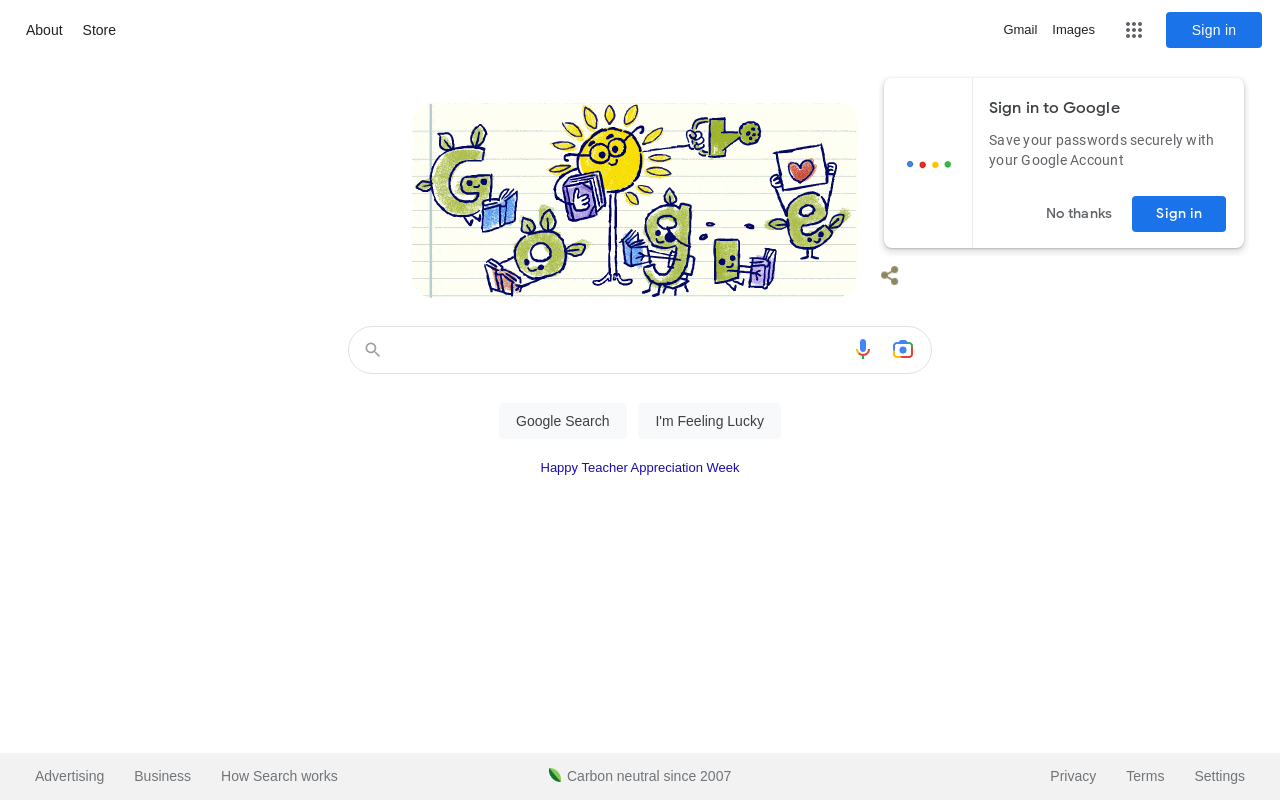 About
Store
Gmail
Images
Sign in
Sign in to Google
Save your passwords securely with
your Google Account
No thanks
Sign in
Google Search
I'm Feeling Lucky
Happy Teacher Appreciation Week
Advertising
Business
How Search works
Carbon neutral since 2007
Privacy
Terms
Settings